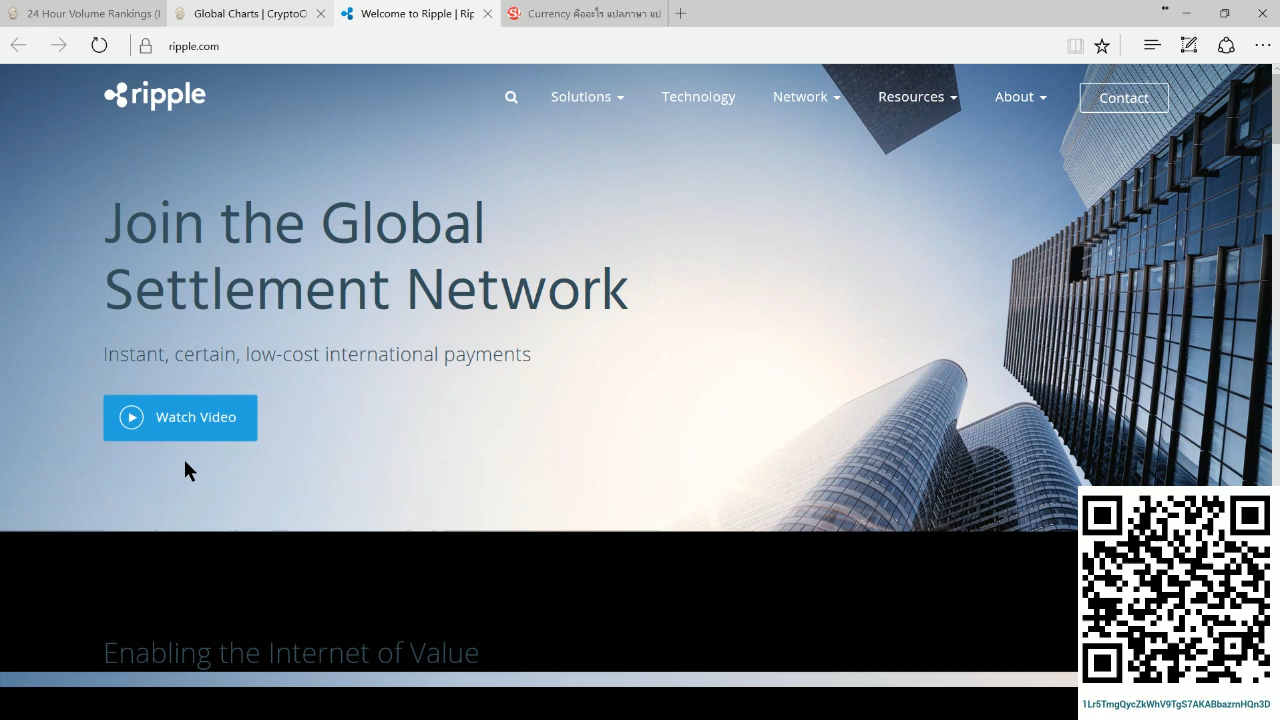 24 Hour Volume Rankings (
Global Charts | CryptoC
Welcome to Ripple | Rip
Currency คืออะไร แปลภาษา แป
ripple.com
ripple
Solutions
Technology
Network
Resources
About
Contact
Join the Global
Settlement Network
Instant, certain, low-cost international payments
Watch Video
Enabling the Internet of Value
1Lr5TmgQycZkWhV9TgS7AKABbazrnHQn3D